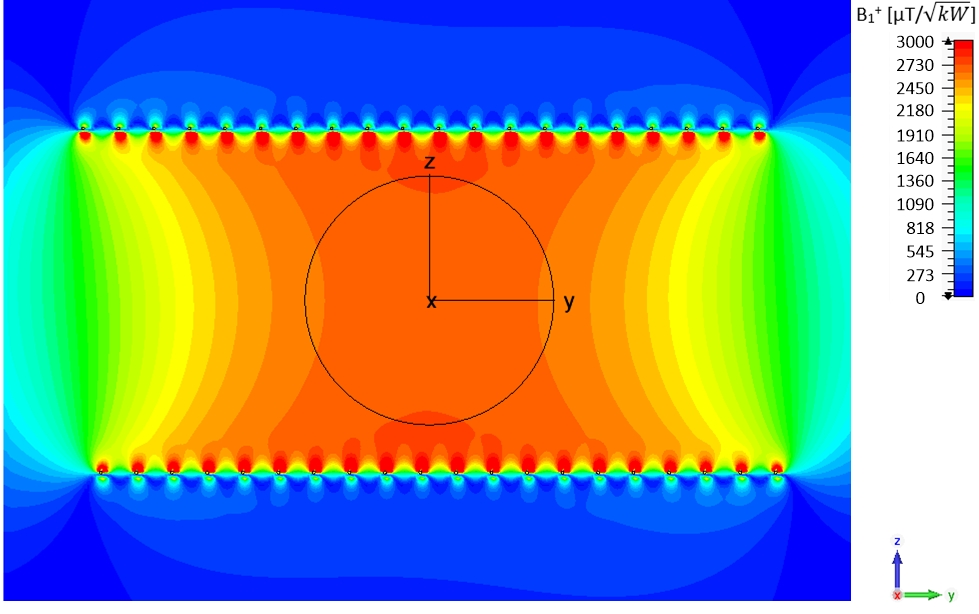 B₁⁺ [µT/√kW]
3000
2730
2450
2180
1910
1640
1360
1090
818
545
273
0
z
x
y
z
x
y